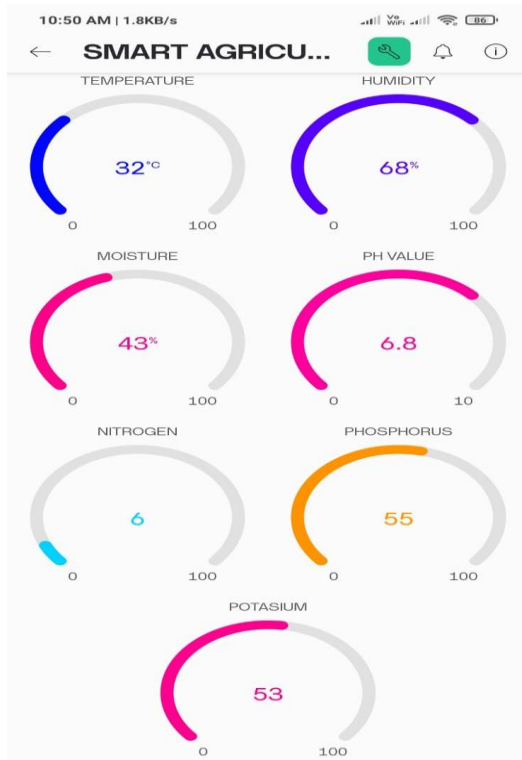 10:50 AM | 1.8KB/s Vo WiFi 86
SMART AGRICU...
TEMPERATURE HUMIDITY
32°C 68%
0 100 0 100
MOISTURE PH VALUE
43% 6.8
0 100 0 10
NITROGEN PHOSPHORUS
6 55
0 100 0 100
POTASIUM
53
0 100